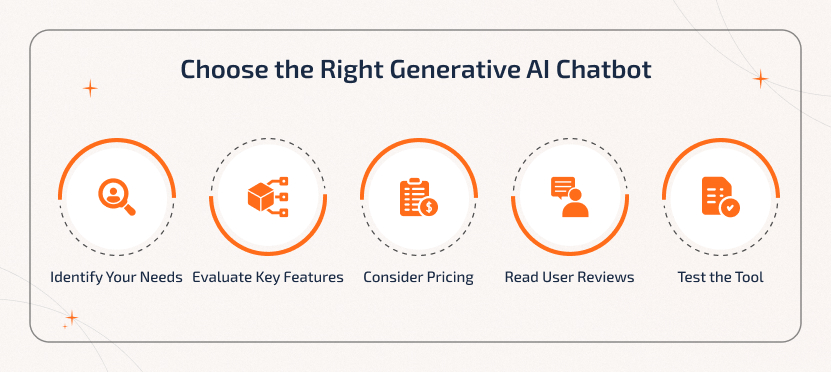 Choose the Right Generative AI Chatbot
Identify Your Needs
Evaluate Key Features
Consider Pricing
Read User Reviews
Test the Tool